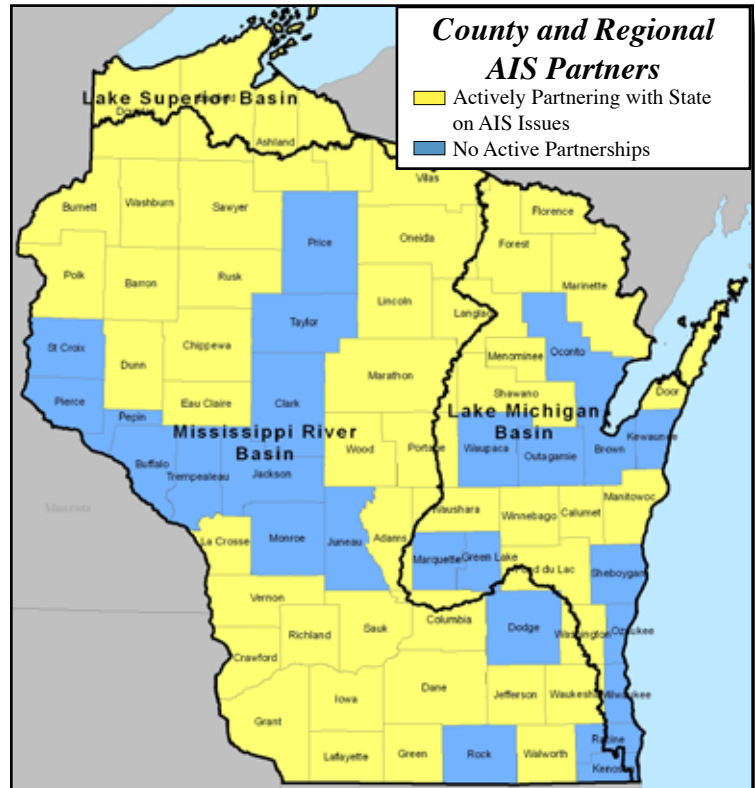 County and Regional
AIS Partners
Actively Partnering with State
on AIS Issues
No Active Partnerships
Lake Superior Basin
Ashland
Vilas
Burnett
Washburn
Sawyer
Price
Oneida
Forest
Florence
Polk
Barron
Rusk
Lincoln
Marinette
Taylor
Langlade
St Croix
Dunn
Chippewa
Menominee
Oconto
Marathon
Shawano
Door
Pierce
Eau Claire
Clark
Lake Michigan
Basin
Pepin
Mississippi River
Basin
Wood
Portage
Waupaca
Outagamie
Brown
Kewaunee
Buffalo
Trempealeau
Jackson
Minnesota
Waushara
Winnebago
Calumet
Manitowoc
La Crosse
Monroe
Juneau
Adams
Marquette
Green Lake
Fond du Lac
Sheboygan
Vernon
Columbia
Dodge
Washington
Ozaukee
Richland
Sauk
Crawford
Iowa
Dane
Jefferson
Waukesha
Milwaukee
Grant
Lafayette
Green
Rock
Walworth
Racine
Kenosha